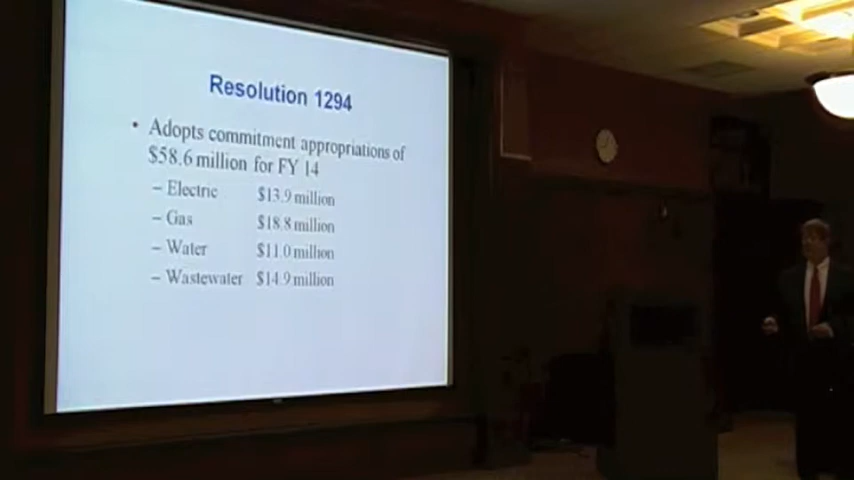 Resolution 1294
• Adopts commitment appropriations of
$58.6 million for FY 14
– Electric $13.9 million
– Gas $18.8 million
– Water $11.0 million
– Wastewater $14.9 million